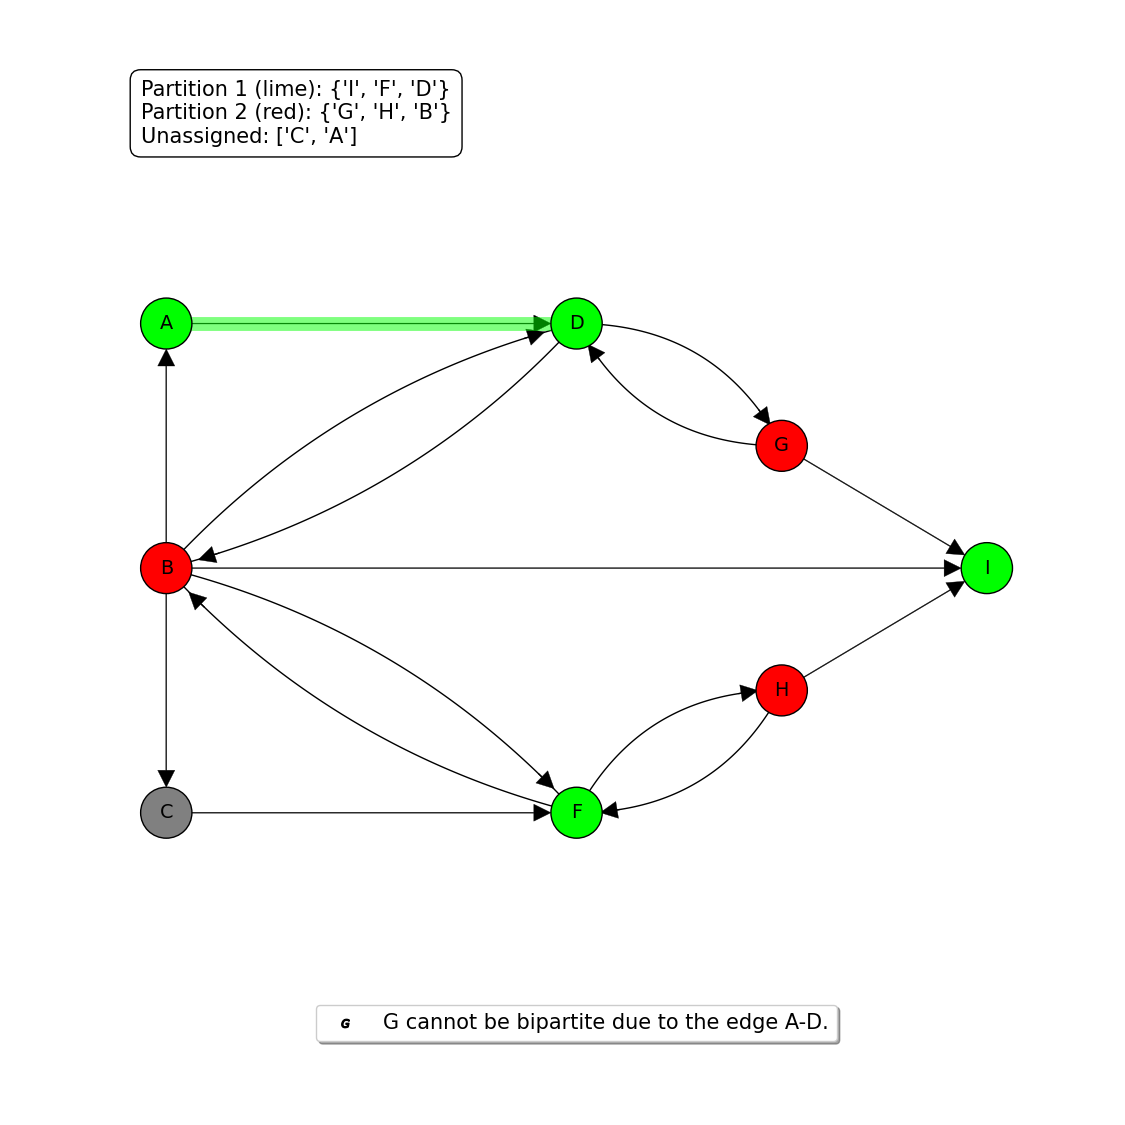 Partition 1 (lime): {'I', 'F', 'D'}
Partition 2 (red): {'G', 'H', 'B'}
Unassigned: ['C', 'A']
A
D
G
B
I
H
C
F
G G cannot be bipartite due to the edge A-D.